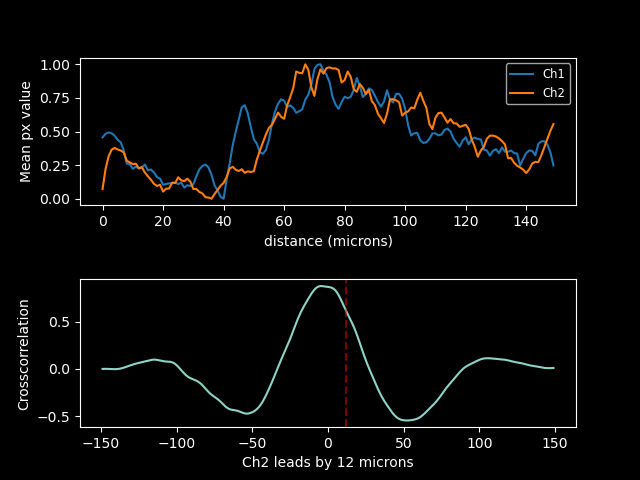 1.00
0.75
0.50
0.25
0.00
Mean px value
Ch1
Ch2
0 20 40 60 80 100 120 140
distance (microns)
0.5
0.0
−0.5
Crosscorrelation
−150 −100 −50 0 50 100 150
Ch2 leads by 12 microns